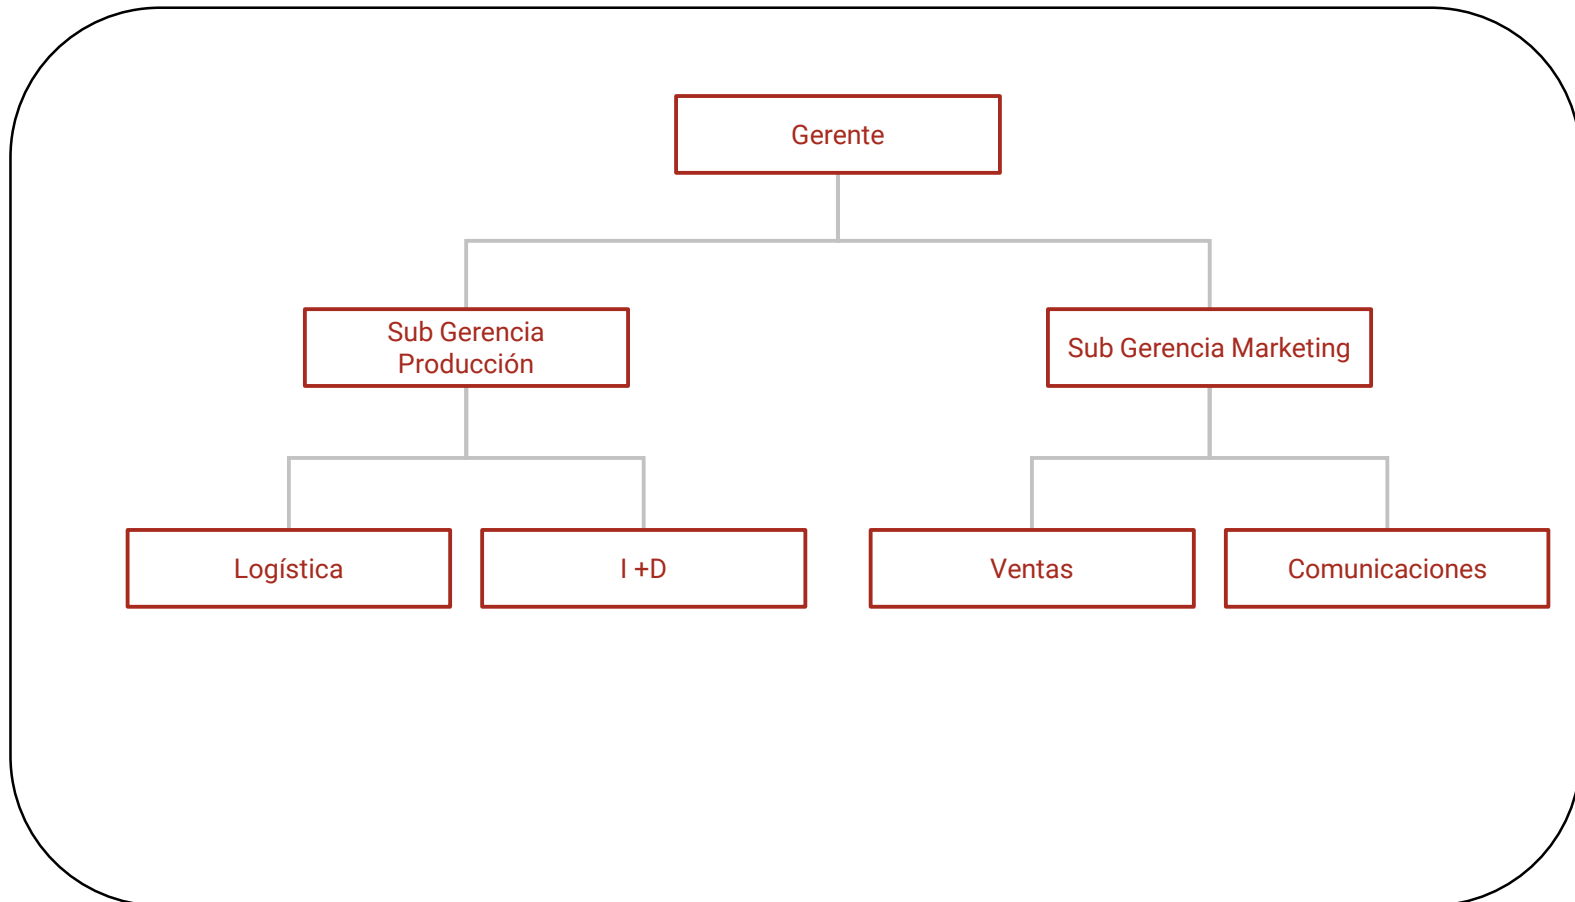 Gerente
Sub Gerencia
Producción
Sub Gerencia Marketing
Logística
I +D
Ventas
Comunicaciones